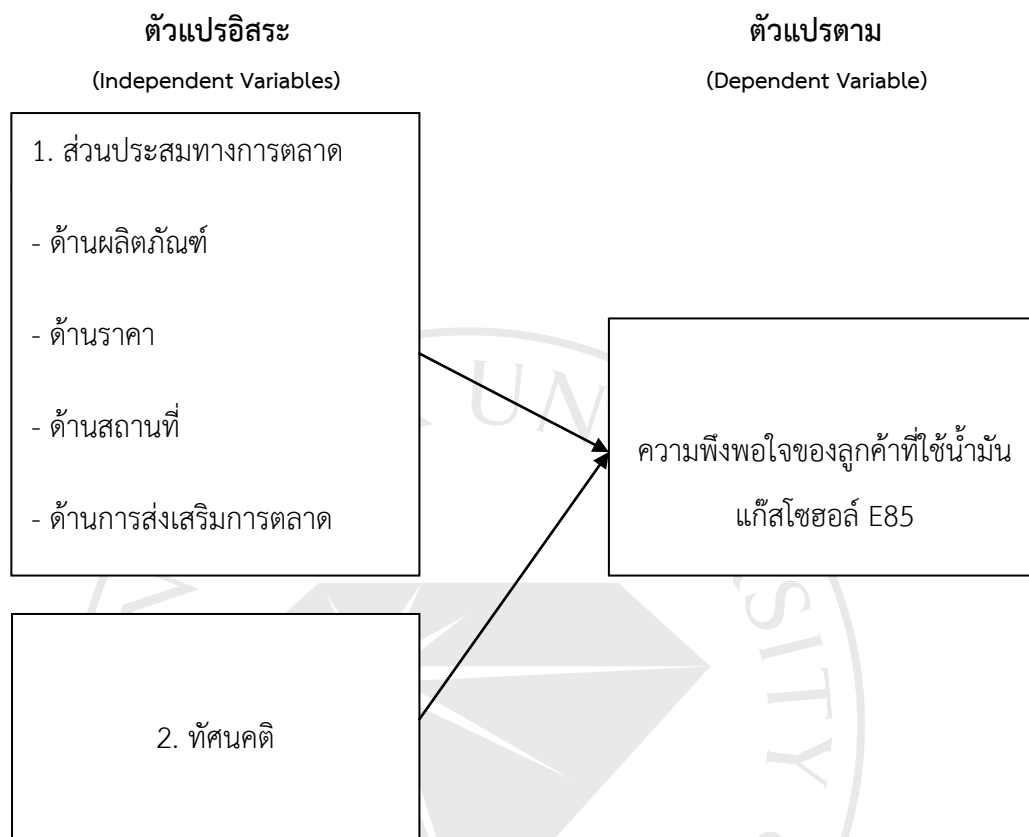 ตัวแปรอิสระ
(Independent Variables)
1. ส่วนประสมทางการตลาด
- ด้านผลิตภัณฑ์
- ด้านราคา
- ด้านสถานที่
- ด้านการส่งเสริมการตลาด
2. ทัศนคติ
ตัวแปรตาม
(Dependent Variable)
ความพึงพอใจของลูกค้าที่ใช้น้ำมัน
แก๊สโซฮอล์ E85